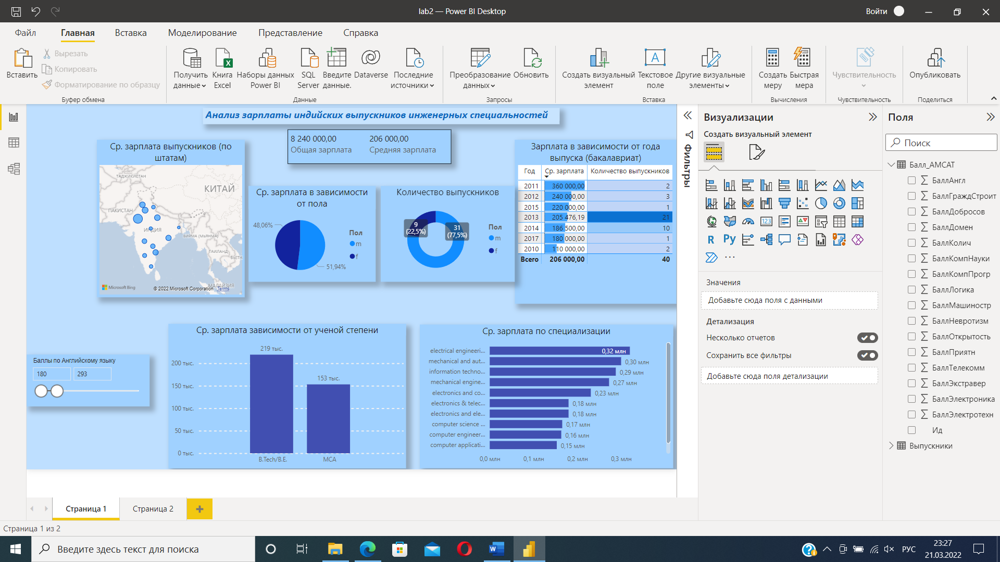 lab2 — Power BI Desktop
Войти
Файл
Главная
Вставка
Моделирование
Представление
Справка
Вставить
Вырезать
Копировать
Форматирование по образцу
Буфер обмена
Получить данные
Книга Excel
Наборы данных Power BI
SQL Server
Введите данные.
Dataverse
Последние источники
Данные
Преобразование данных
Обновить
Запросы
Создать визуальный элемент
Текстовое поле
Другие визуальные элементы
Вставка
Создать меру
Быстрая мера
Вычисления
Чувствительность
Чувствительность
Опубликовать
Поделиться
Анализ зарплаты индийских выпускников инженерных специальностей
8 240 000,00
Общая зарплата
206 000,00
Средняя зарплата
Ср. зарплата выпускников (по
штатам)
ТАДЖИКИСТАН
КИТАЙ
ПАКИСТАН
ИНДИЯ
БИРМА (МЬЯНМА)
ТАИЛАНД
ВЬЕТН
МАЛАЙЗИЯ
Microsoft Bing
© 2022 Microsoft Corporation Terms
Ср. зарплата в зависимости
от пола
48,06%
51,94%
Пол
m
f
Количество выпускников
9
(22,5%)
31
(77,5%)
Пол
m
f
Зарплата в зависимости от года
выпуска (бакалавриат)
Год Ср. зарплата Количество выпускников
2011 360 000,00 2
2012 240 000,00 3
2015 220 000,00 1
2013 205 476,19 21
2014 186 500,00 10
2017 180 000,00 1
2010 110 000,00 2
Всего 206 000,00 40
Баллы по Английскому языку
180
293
Ср. зарплата зависимости от ученой степени
219 тыс.
153 тыс.
200 тыс.
150 тыс.
100 тыс.
50 тыс.
0 тыс.
B.Tech/B.E.
MCA
Ср. зарплата по специализации
electrical engineeri... 0,32 млн
mechanical and aut... 0,30 млн
information techno... 0,29 млн
mechanical engine... 0,27 млн
electronics and co... 0,23 млн
electronics & telec... 0,18 млн
electronics and ele... 0,18 млн
computer science ... 0,17 млн
computer engineer... 0,16 млн
computer applicati... 0,15 млн
0,0 млн 0,1 млн 0,2 млн 0,3 млн
Фильтры
Визуализации
Создать визуальный элемент
123
R
Py
...
Значения
Добавьте сюда поля с данными
Детализация
Несколько отчетов
Сохранить все фильтры
Добавьте сюда поля детализации
Поля
Поиск
Балл_АМСАТ
БаллАнгл
БаллГраждСтроит
БаллДобросов
БаллДомен
БаллКолич
БаллКомпНауки
БаллКомпПрогр
БаллЛогика
БаллМашиностр
БаллНевротизм
БаллОткрытость
БаллПриятн
БаллТелекомм
БаллЭкстравер
БаллЭлектроника
БаллЭлектротехн
Ид
Выпускники
Страница 1
Страница 2
Страница 1 из 2
Введите здесь текст для поиска
РУС
23:27
21.03.2022